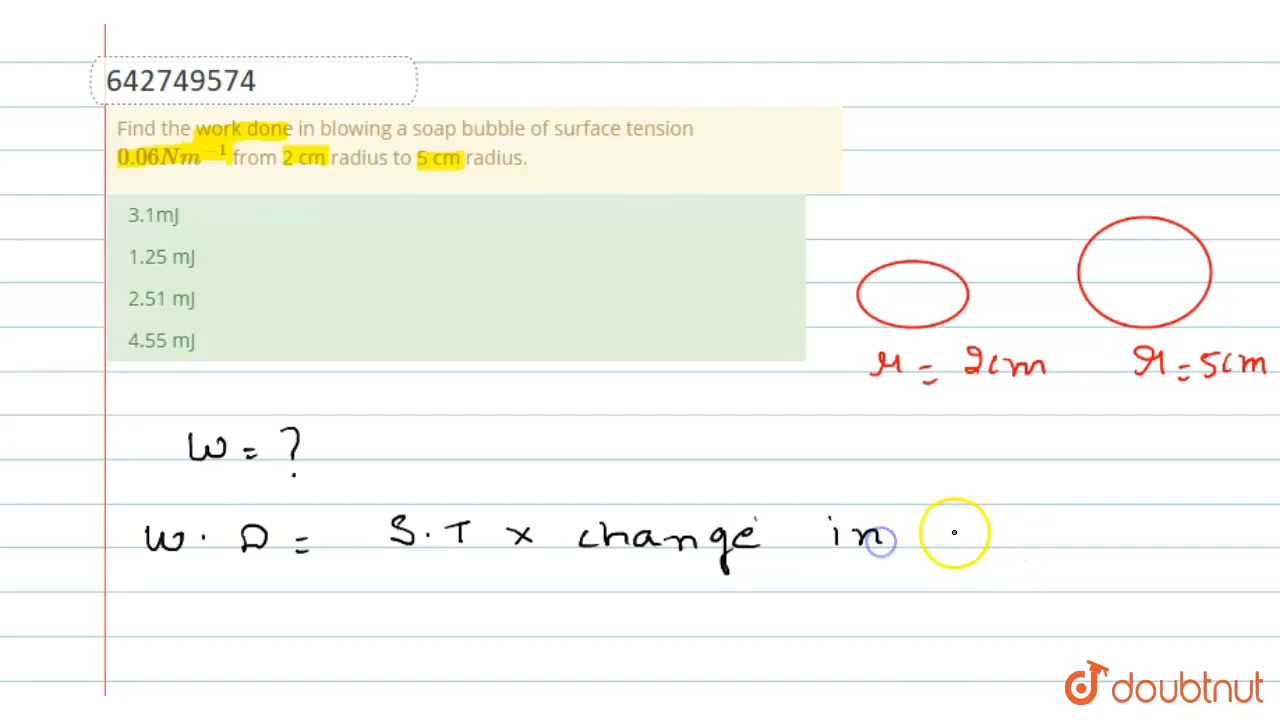 642749574
Find the work done in blowing a soap bubble of surface tension
0.06Nm⁻¹ from 2 cm radius to 5 cm radius.
3.1mJ
1.25 mJ
2.51 mJ
4.55 mJ
r = 2cm
r = 5cm
W = ?
W. D = S.T × change in
doubtnut